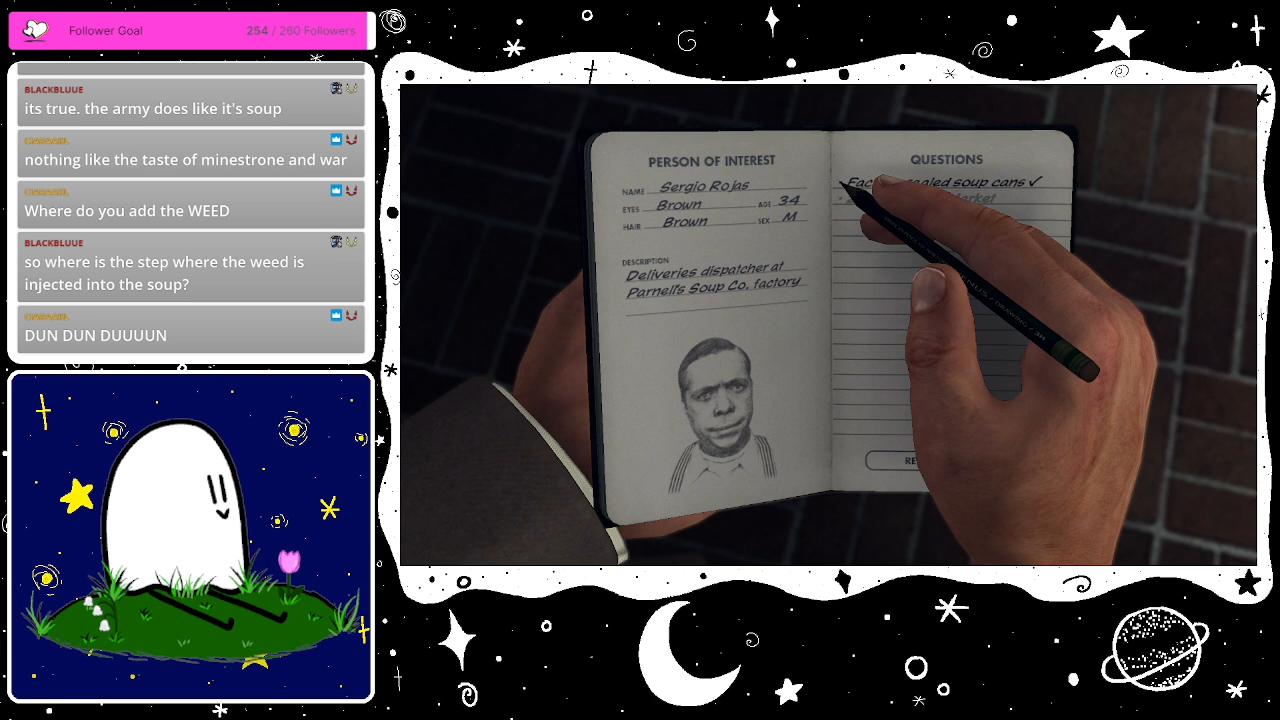 Follower Goal
254 / 260 Followers
BLACKBLUUE
its true. the army does like it's soup
nothing like the taste of minestrone and war
Where do you add the WEED
BLACKBLUUE
so where is the step where the weed is
injected into the soup?
DUN DUN DUUUUN
PERSON OF INTEREST
NAME Sergio Rojas
EYES Brown AGE 34
HAIR Brown SEX M
DESCRIPTION
Deliveries dispatcher at
Parnell's Soup Co. factory
QUESTIONS
soup cans ✓